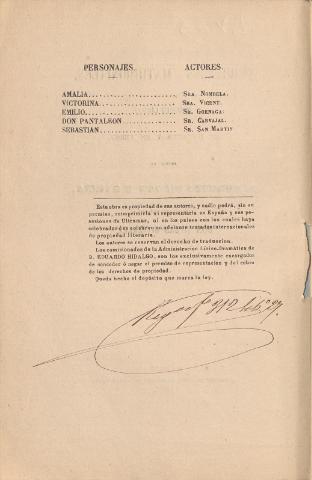 PERSONAJES. ACTORES.
AMALIA........................ SRA. NOMBELA.
VICTORINA..................... SRA. VICENT.
EMILIO........................ SR. GORNAGA.
DON PANTALEON................. SR. CARVAJAL.
SEBASTIAN..................... SR. SAN MARTIN
Esta obra es propiedad de sus autores, y nadie podrá, sin su
permiso, reimprimirla ni representarla en España y sus po-
sesiones de Ultramar, ni en los países con los cuales haya
celebrados ó se celebren en adelante tratados internacionales
de propiedad literaria.
Los autores se reservan el derecho de traduccion.
Los comisionados de la Administracion Lírico-Dramática de
D. EDUARDO HIDALGO, son los exclusivamente encargados
de conceder ó negar el permiso de representacion y del cobro
de los derechos de propiedad.
Queda hecho el depósito que marca la ley.